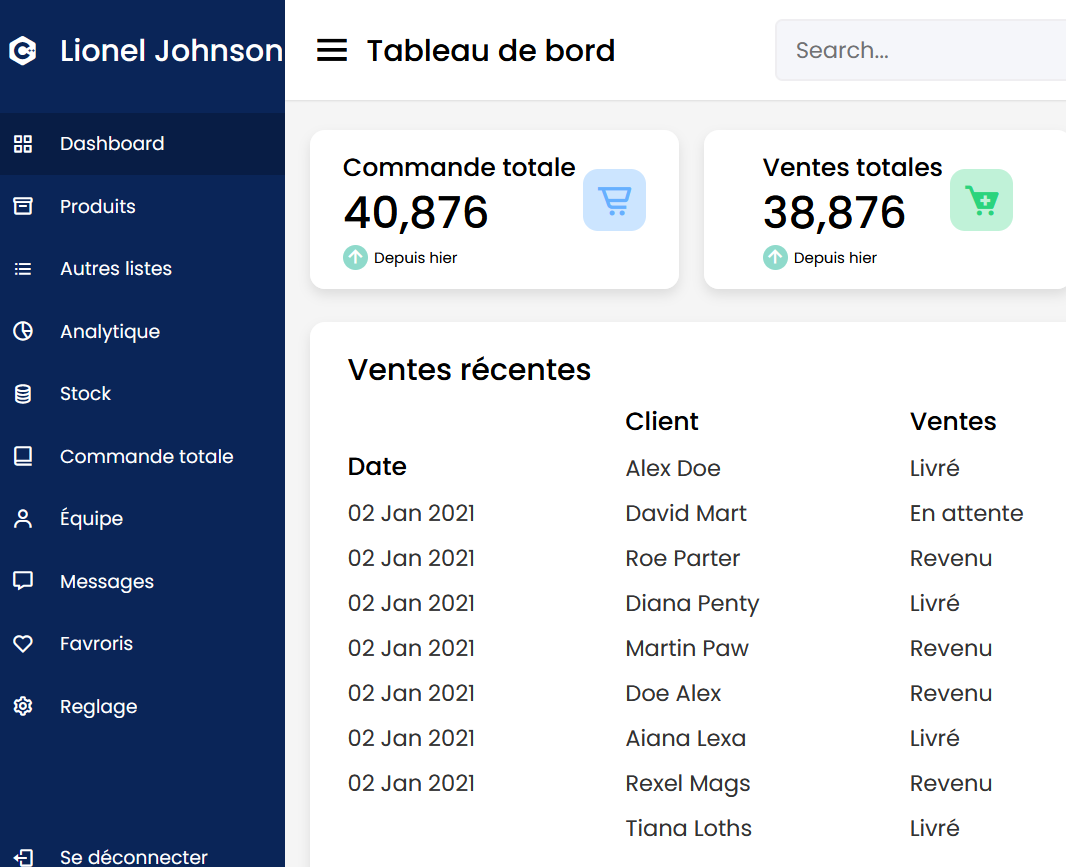 Lionel Johnson
Tableau de bord
Search...
Dashboard
Produits
Autres listes
Analytique
Stock
Commande totale
Équipe
Messages
Favroris
Reglage
Se déconnecter
Commande totale
40,876
Depuis hier
Ventes totales
38,876
Depuis hier
Ventes récentes
Client Ventes
Date Alex Doe Livré
02 Jan 2021 David Mart En attente
02 Jan 2021 Roe Parter Revenu
02 Jan 2021 Diana Penty Livré
02 Jan 2021 Martin Paw Revenu
02 Jan 2021 Doe Alex Revenu
02 Jan 2021 Aiana Lexa Livré
02 Jan 2021 Rexel Mags Revenu
Tiana Loths Livré